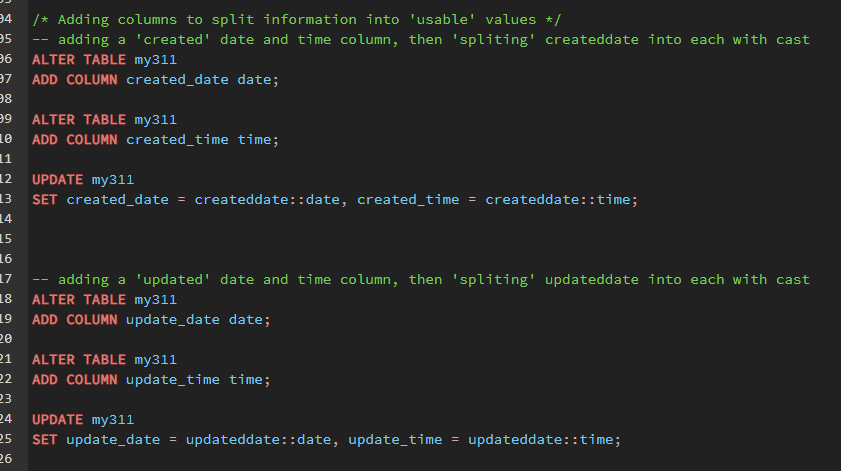 04 /* Adding columns to split information into 'usable' values */
05 -- adding a 'created' date and time column, then 'spliting' createddate into each with cast
06 ALTER TABLE my311
07 ADD COLUMN created_date date;
08
09 ALTER TABLE my311
10 ADD COLUMN created_time time;
11
12 UPDATE my311
13 SET created_date = createddate::date, created_time = createddate::time;
14
15
16
17 -- adding a 'updated' date and time column, then 'spliting' updateddate into each with cast
18 ALTER TABLE my311
19 ADD COLUMN update_date date;
20
21 ALTER TABLE my311
22 ADD COLUMN update_time time;
23
24 UPDATE my311
25 SET update_date = updateddate::date, update_time = updateddate::time;
26